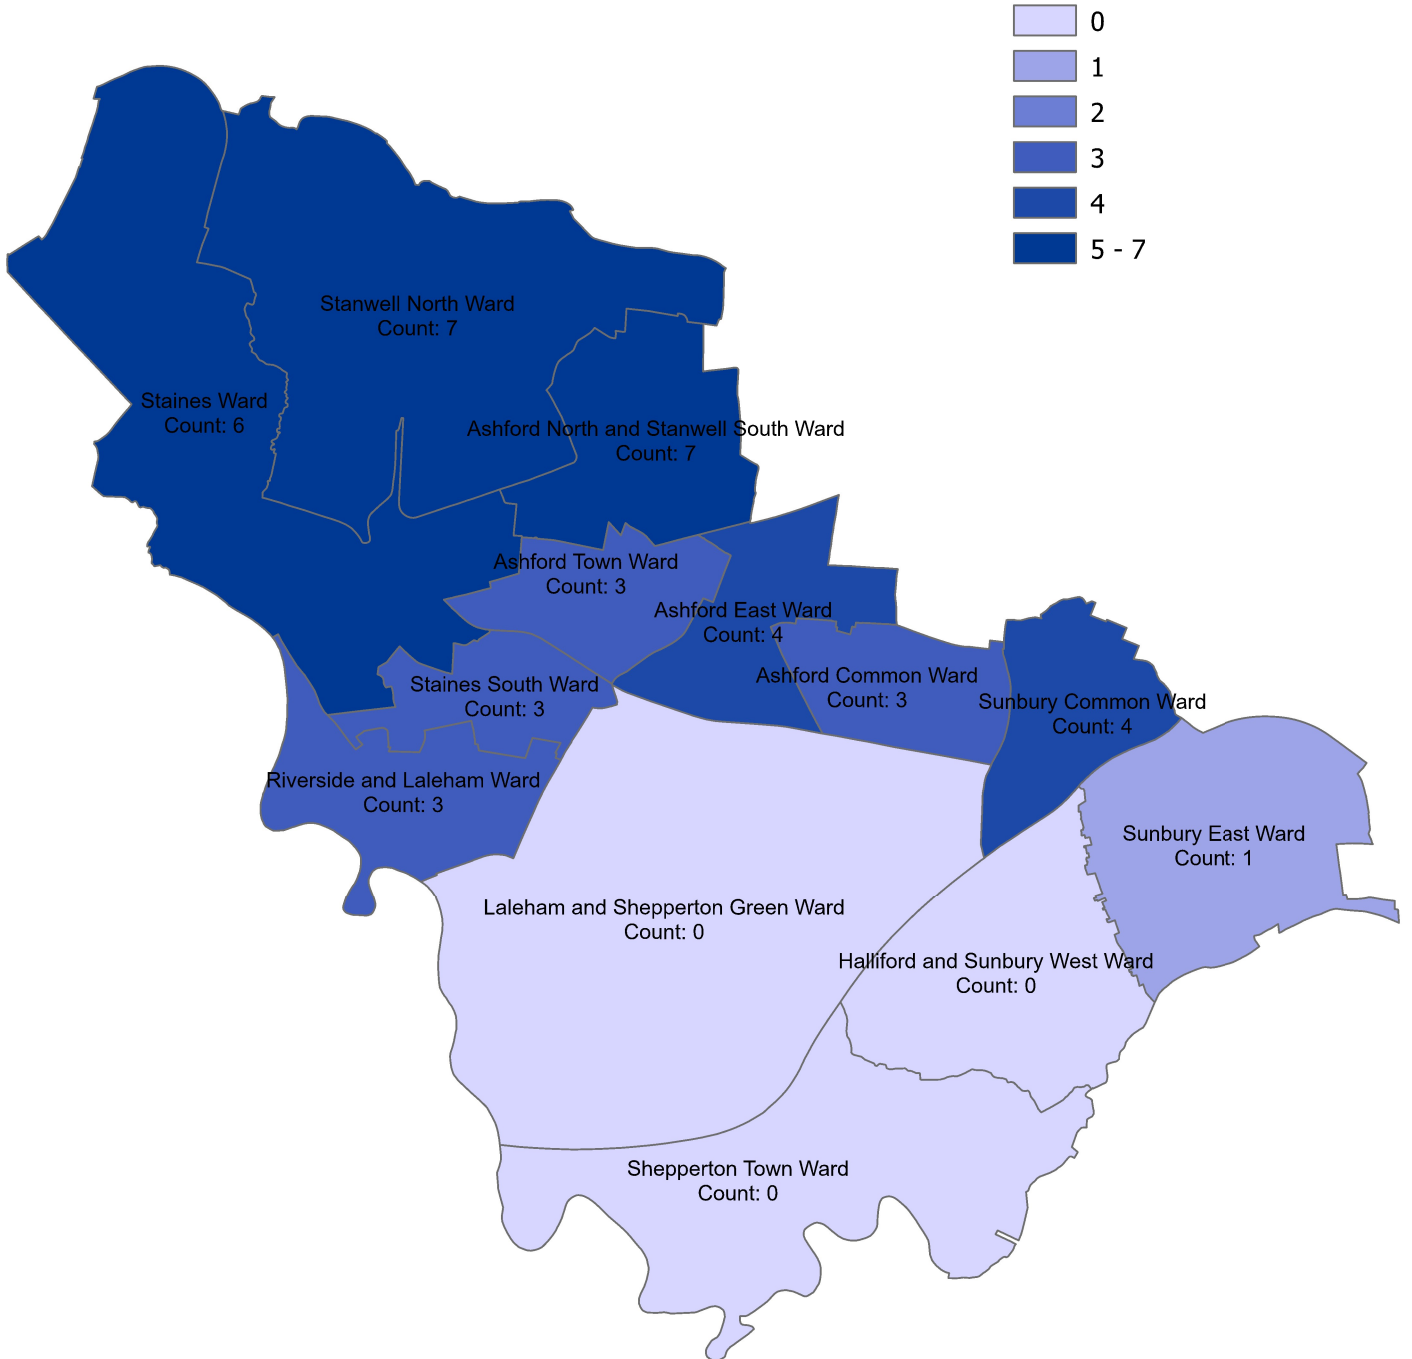 0
1
2
3
4
5 - 7
Stanwell North Ward
Count: 7
Staines Ward
Count: 6
Ashford North and Stanwell South Ward
Count: 7
Ashford Town Ward
Count: 3
Ashford East Ward
Count: 4
Ashford Common Ward
Count: 3
Staines South Ward
Count: 3
Sunbury Common Ward
Count: 4
Riverside and Laleham Ward
Count: 3
Sunbury East Ward
Count: 1
Laleham and Shepperton Green Ward
Count: 0
Halliford and Sunbury West Ward
Count: 0
Shepperton Town Ward
Count: 0